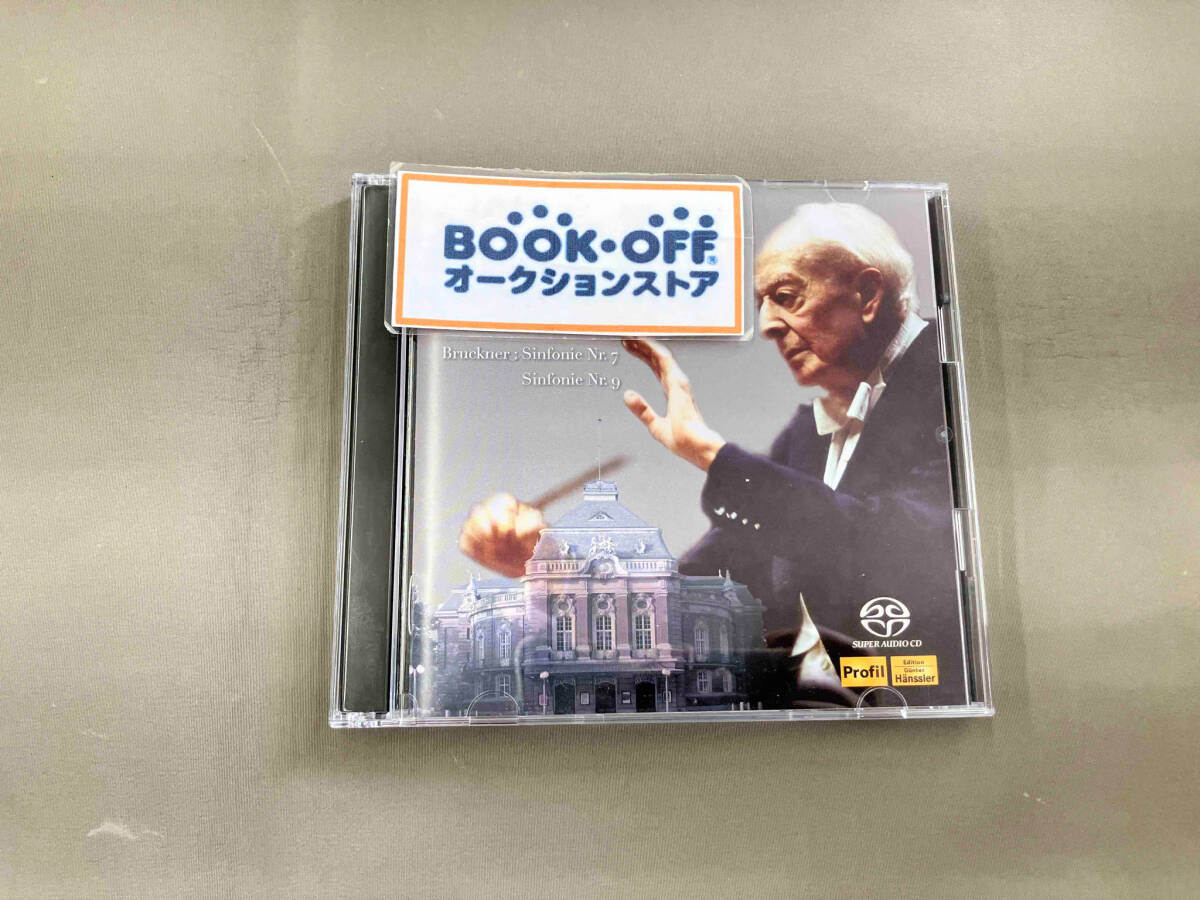 BOOK・OFF
オークションストア
Bruckner : Sinfonie Nr. 7
Sinfonie Nr. 9
SUPER AUDIO CD
Profil
Edition
Günter
Hänssler